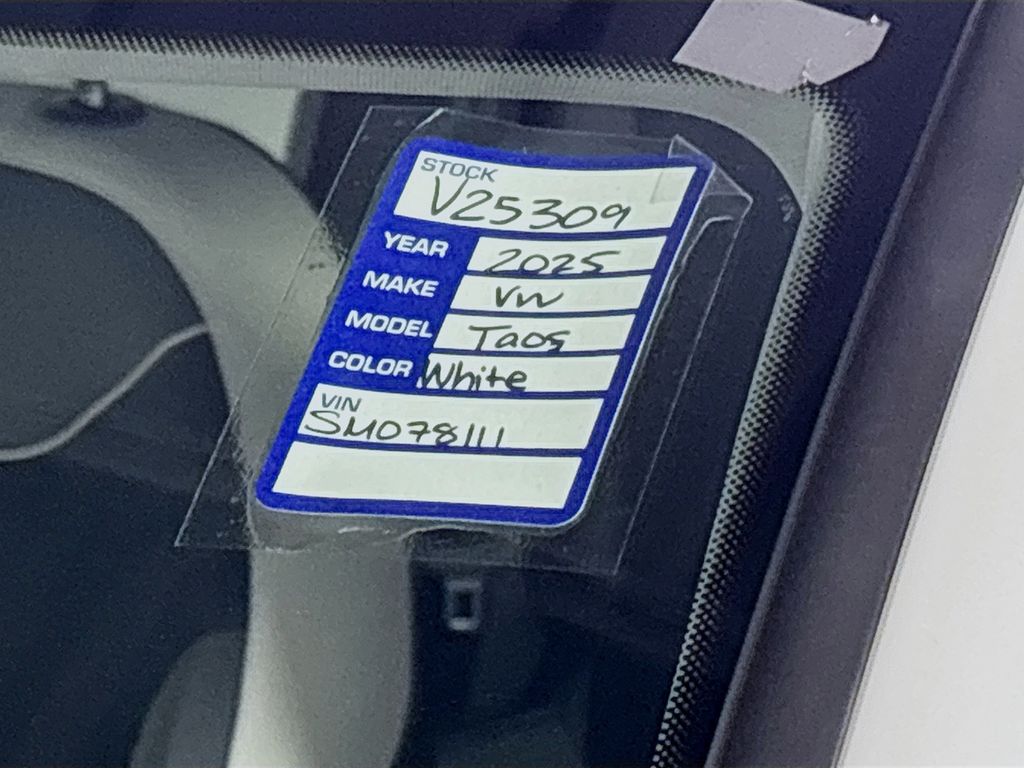 STOCK
V25309
YEAR 2025
MAKE VW
MODEL Taos
COLOR White
VIN
SM078111